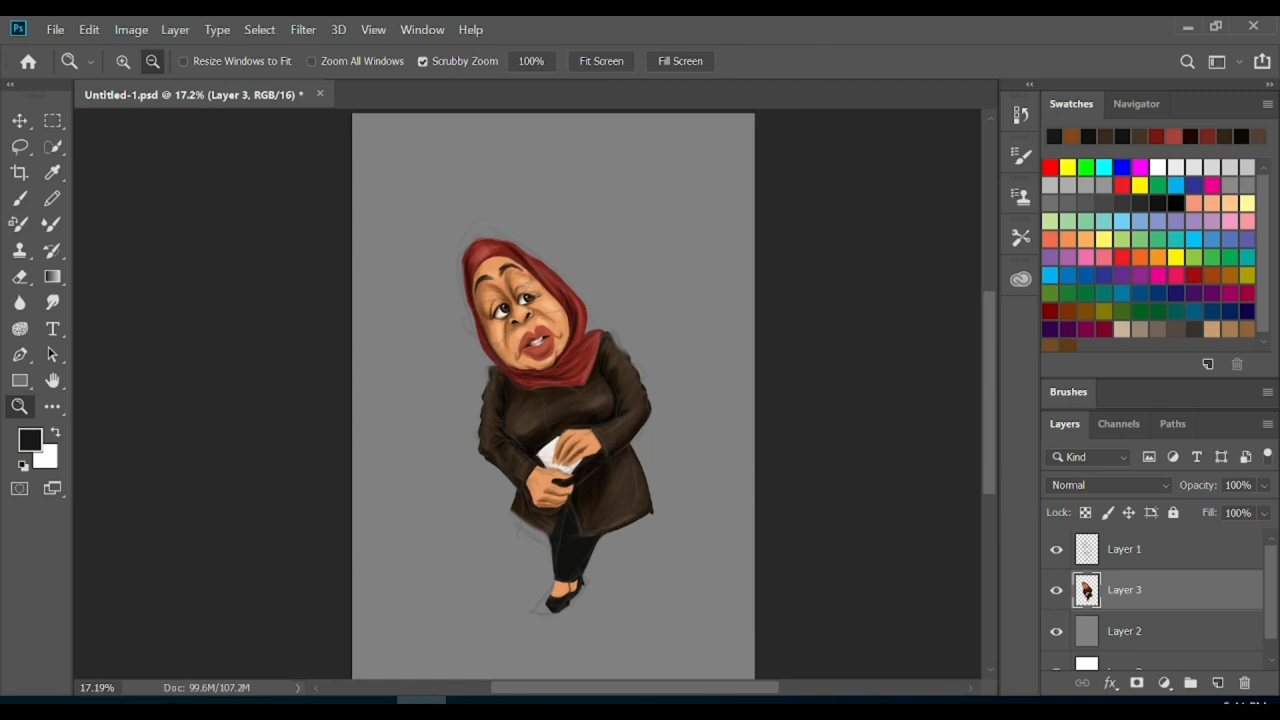 Ps File Edit Image Layer Type Select Filter 3D View Window Help
Resize Windows to Fit Zoom All Windows Scrubby Zoom 100% Fit Screen Fill Screen
Untitled-1.psd @ 17.2% (Layer 3, RGB/16) *
Swatches Navigator
Brushes
Layers Channels Paths
Kind
Normal Opacity: 100%
Lock: Fill: 100%
Layer 1
Layer 3
Layer 2
17.19% Doc: 99.6M/107.2M